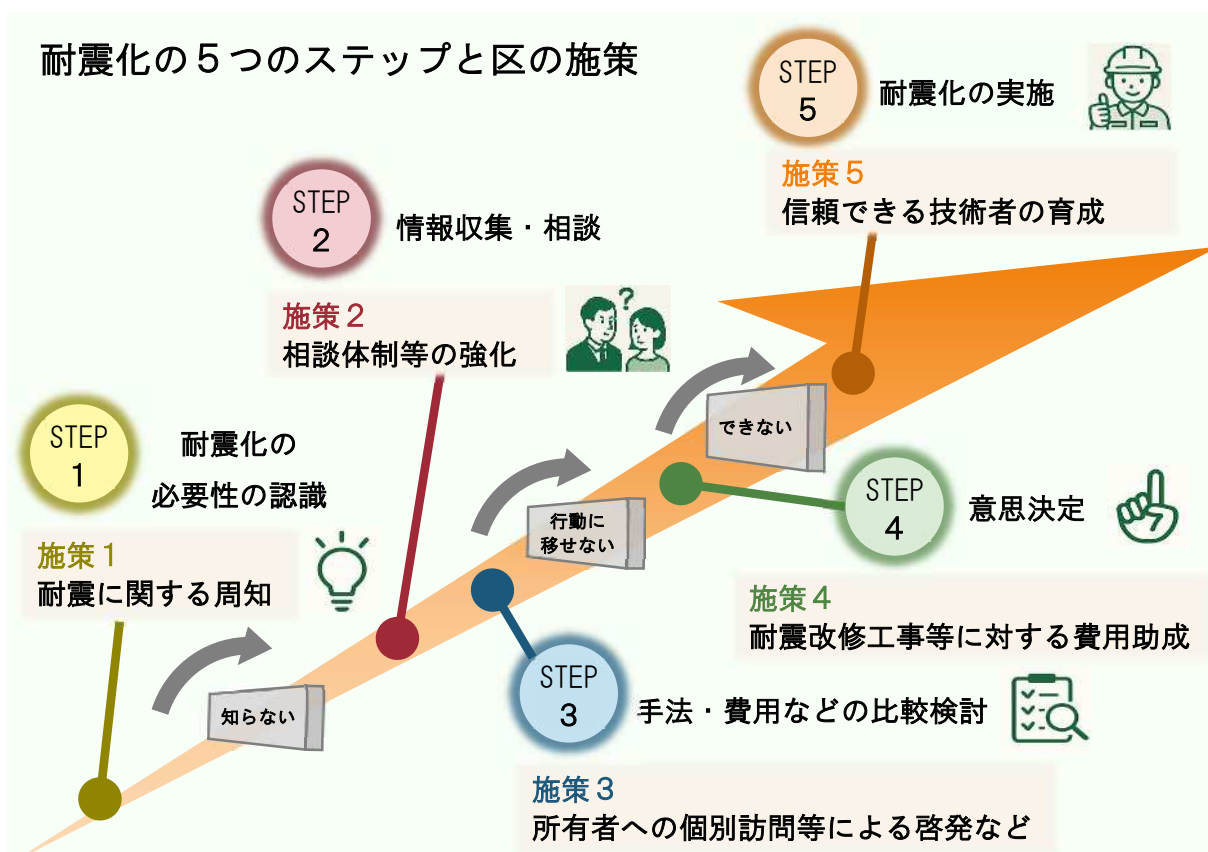 耐震化の５つのステップと区の施策
STEP
1
耐震化の
必要性の認識
施策１
耐震に関する周知
知らない
STEP
2
情報収集・相談
施策２
相談体制等の強化
?
行動に
移せない
STEP
3
手法・費用などの比較検討
施策３
所有者への個別訪問等による啓発など
できない
STEP
4
意思決定
施策４
耐震改修工事等に対する費用助成
STEP
5
耐震化の実施
施策５
信頼できる技術者の育成